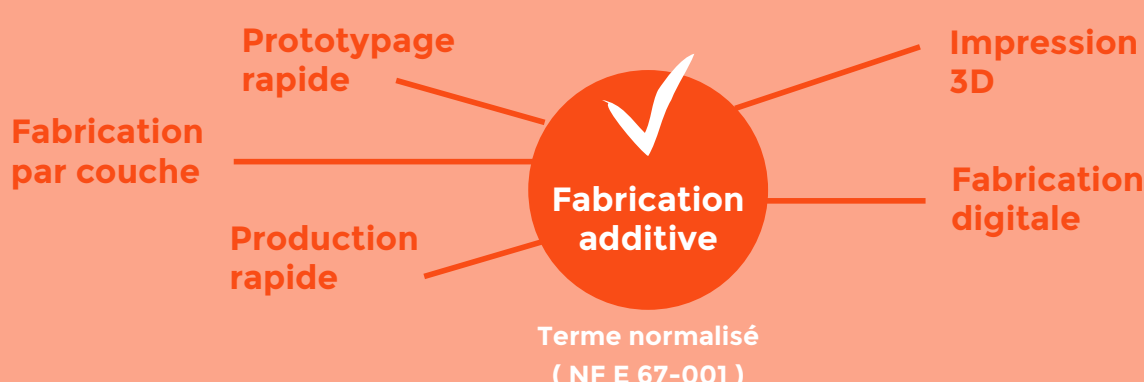 Prototypage
rapide
Impression
3D
Fabrication
par couche
Fabrication
additive
Fabrication
digitale
Production
rapide
Terme normalisé
( NF E 67-001 )